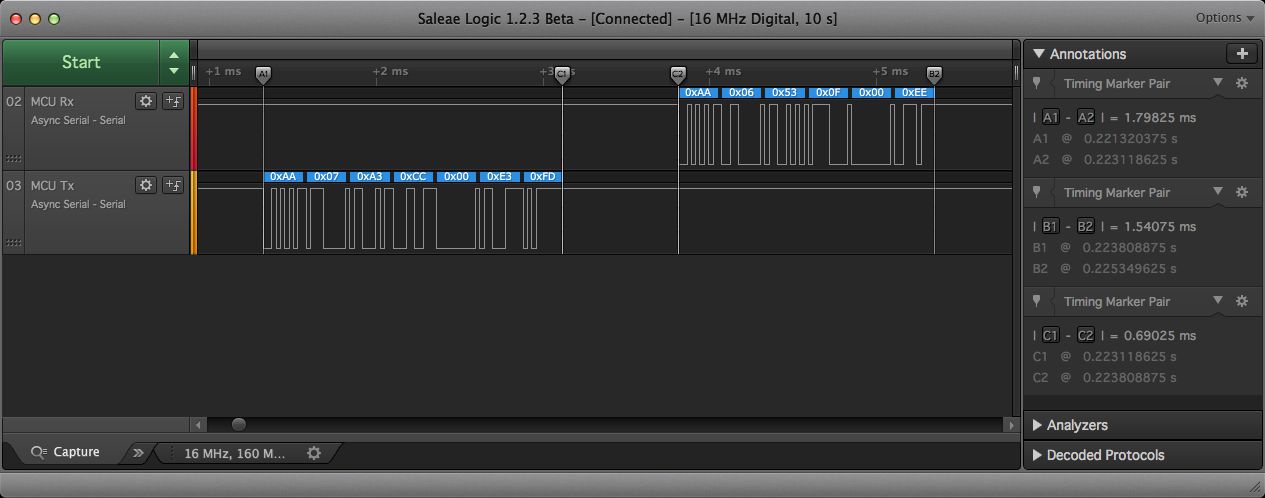 Saleae Logic 1.2.3 Beta – [Connected] – [16 MHz Digital, 10 s]
Options
Start
+1 ms
+2 ms
+3
+4 ms
+5 ms
A1
C1
C2
B2
02
MCU Rx
Async Serial - Serial
0xAA 0x06 0x53 0x0F 0x00 0xEE
03
MCU Tx
Async Serial - Serial
0xAA 0x07 0xA3 0xCC 0x00 0xE3 0xFD
Annotations
Timing Marker Pair
| A1 - A2 | = 1.79825 ms
A1 @ 0.221320375 s
A2 @ 0.223118625 s
Timing Marker Pair
| B1 - B2 | = 1.54075 ms
B1 @ 0.223808875 s
B2 @ 0.225349625 s
Timing Marker Pair
| C1 - C2 | = 0.69025 ms
C1 @ 0.223118625 s
C2 @ 0.223808875 s
Analyzers
Decoded Protocols
Capture
16 MHz, 160 M...